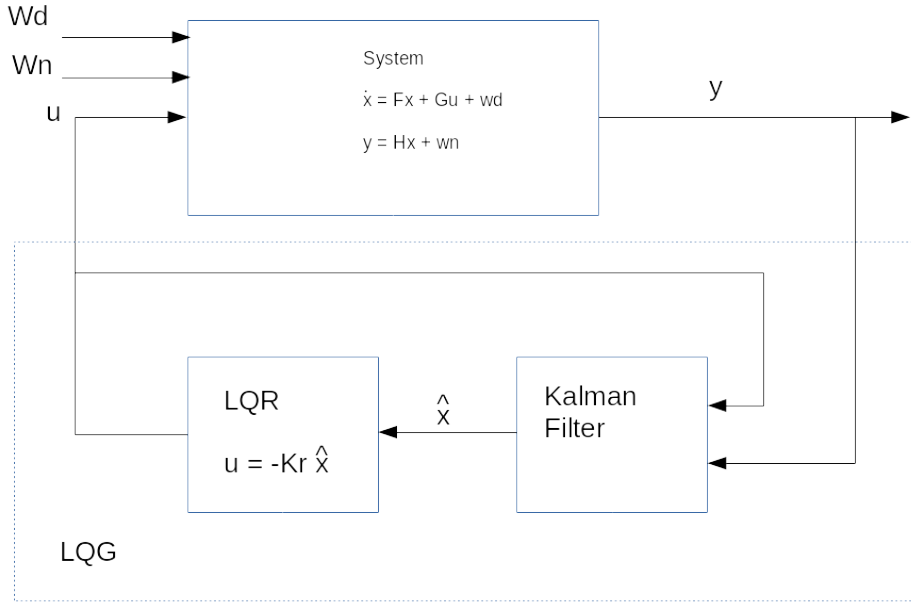 Wd
Wn
u
System
ẋ = Fx + Gu + wd
y = Hx + wn
y
LQR
u = -Kr x̂
x̂
Kalman
Filter
LQG